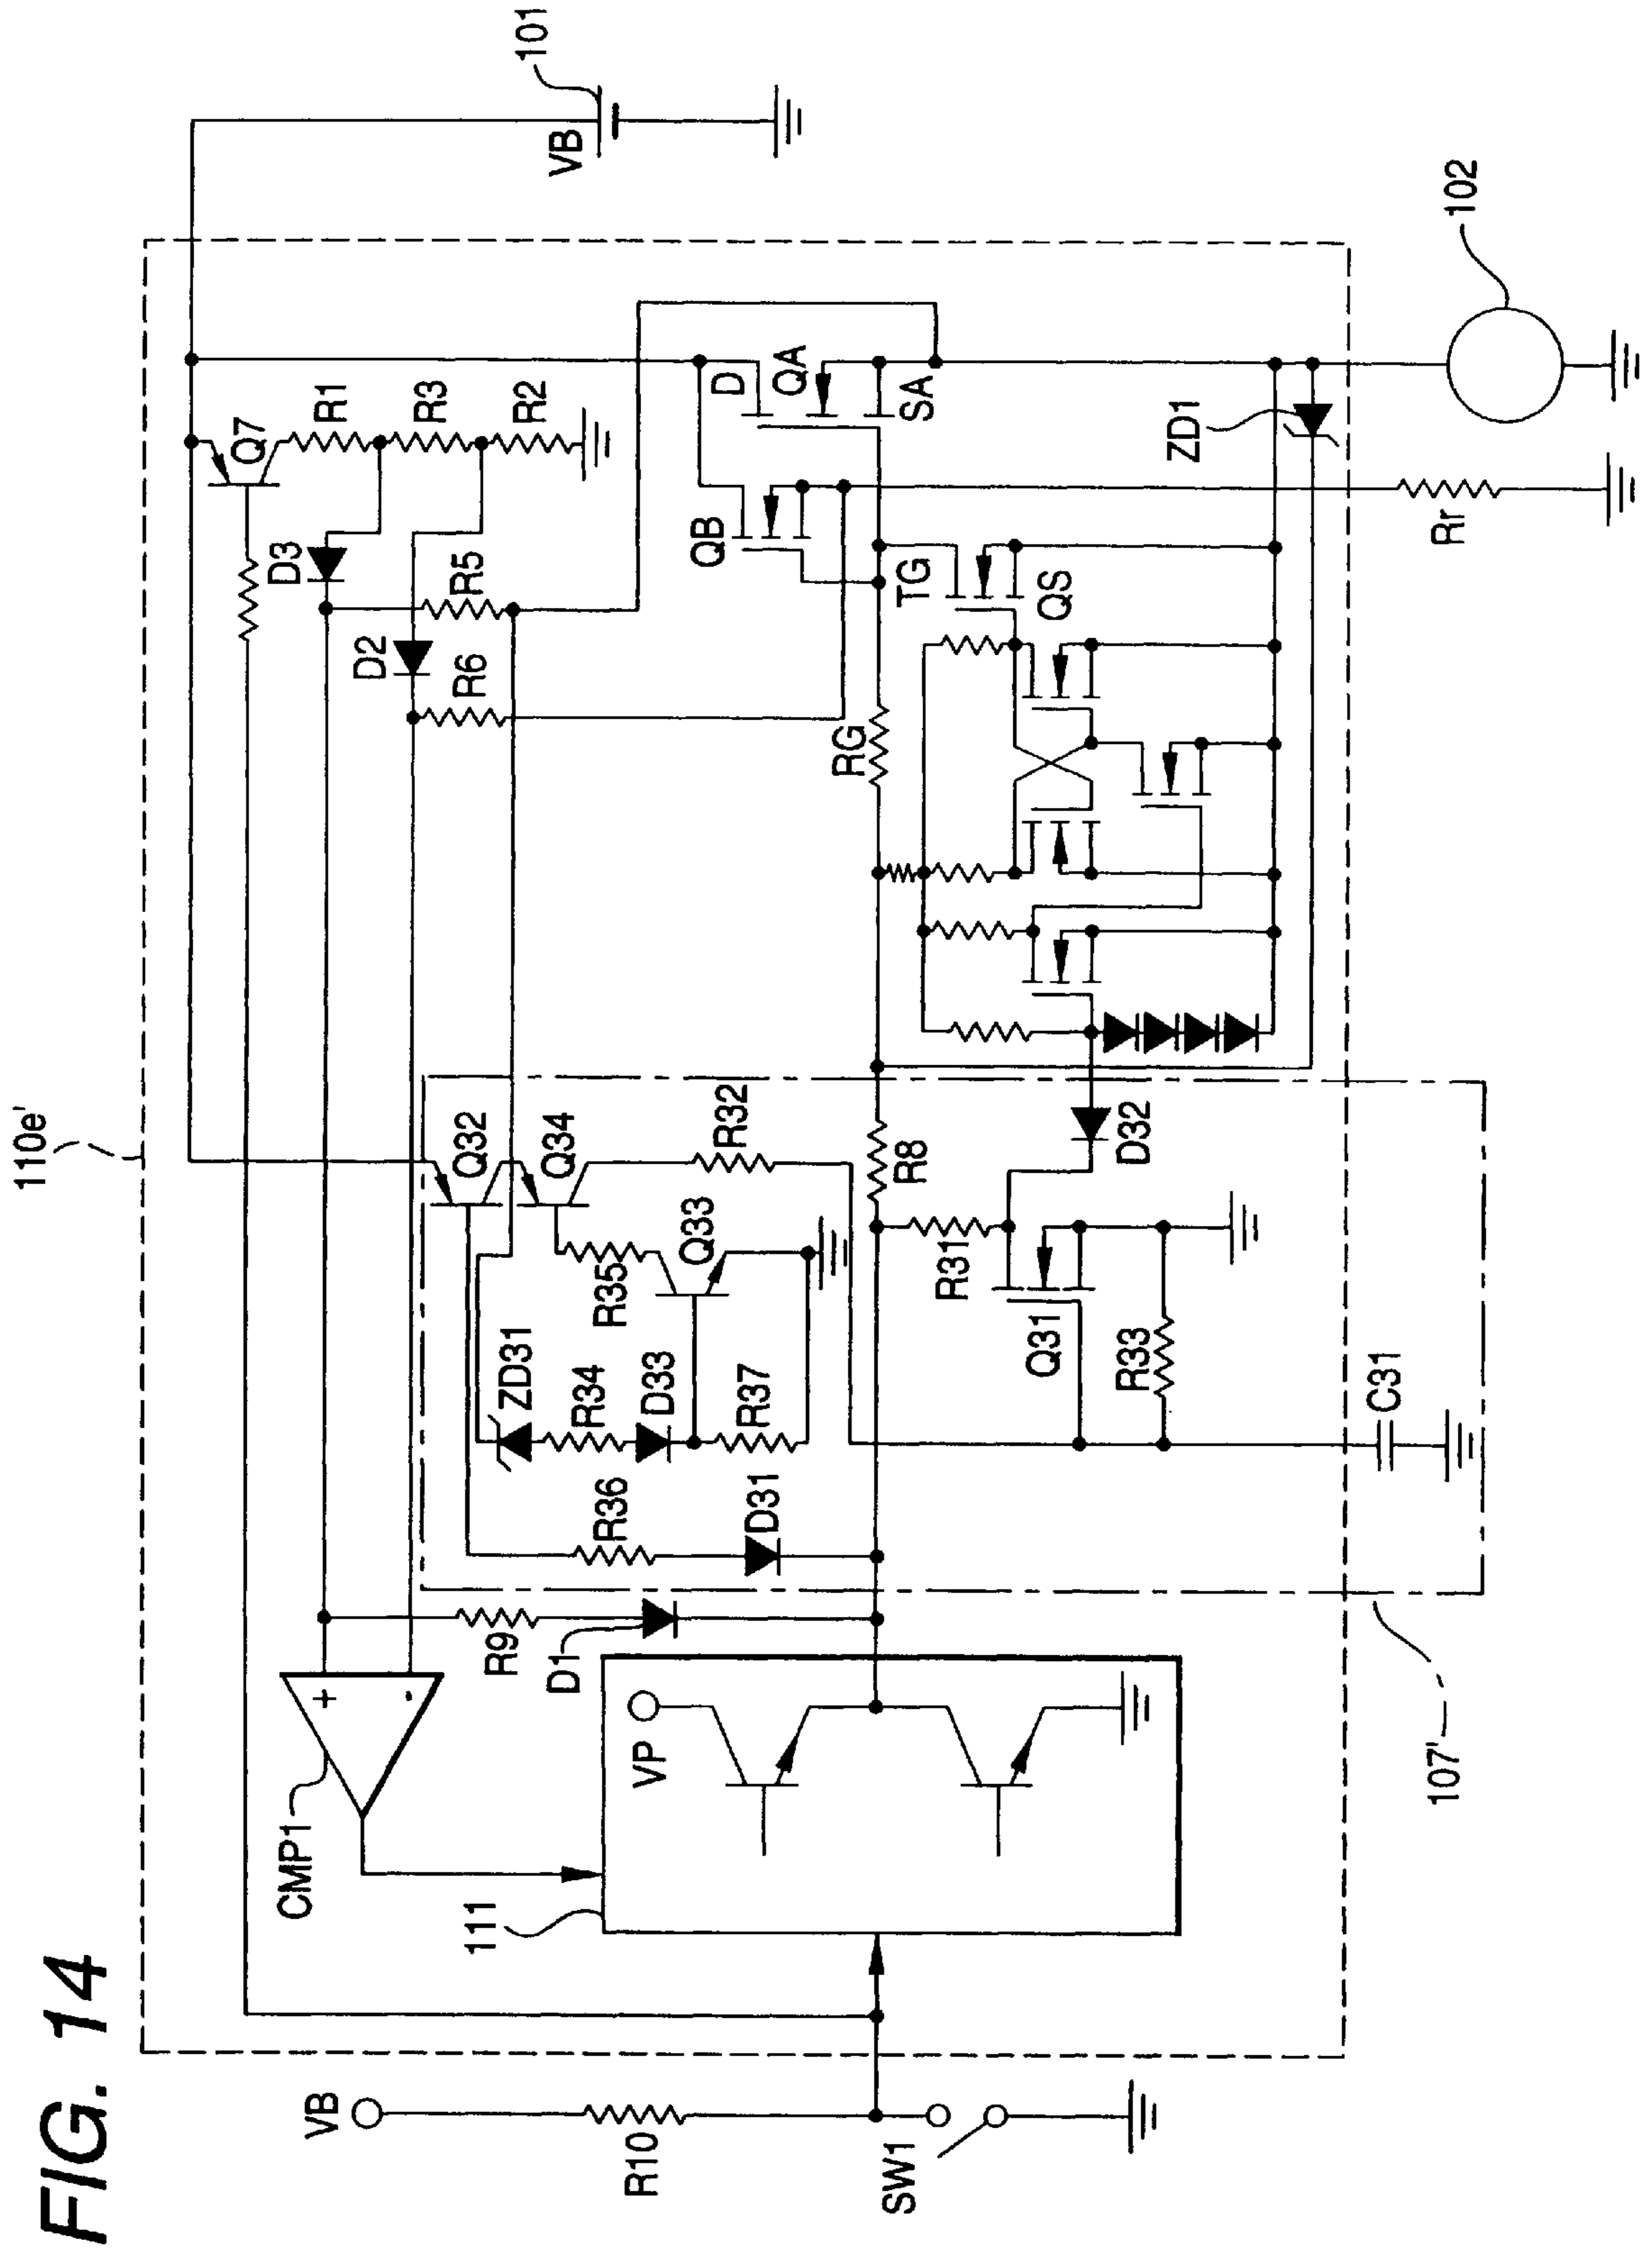 FIG. 14
110e'
101
VB
102
Q7
R1
R3
R2
D3
R5
D2
R6
D
QA
SA
QB
RG
TG
QS
ZD1
Rr
Q32
Q34
R32
R8
D32
R35
Q33
R31
Q31
R33
ZD31
R34
D33
R37
R36
D31
C31
107'
R9
D1
+
-
CMP1
VP
111
VB
R10
SW1